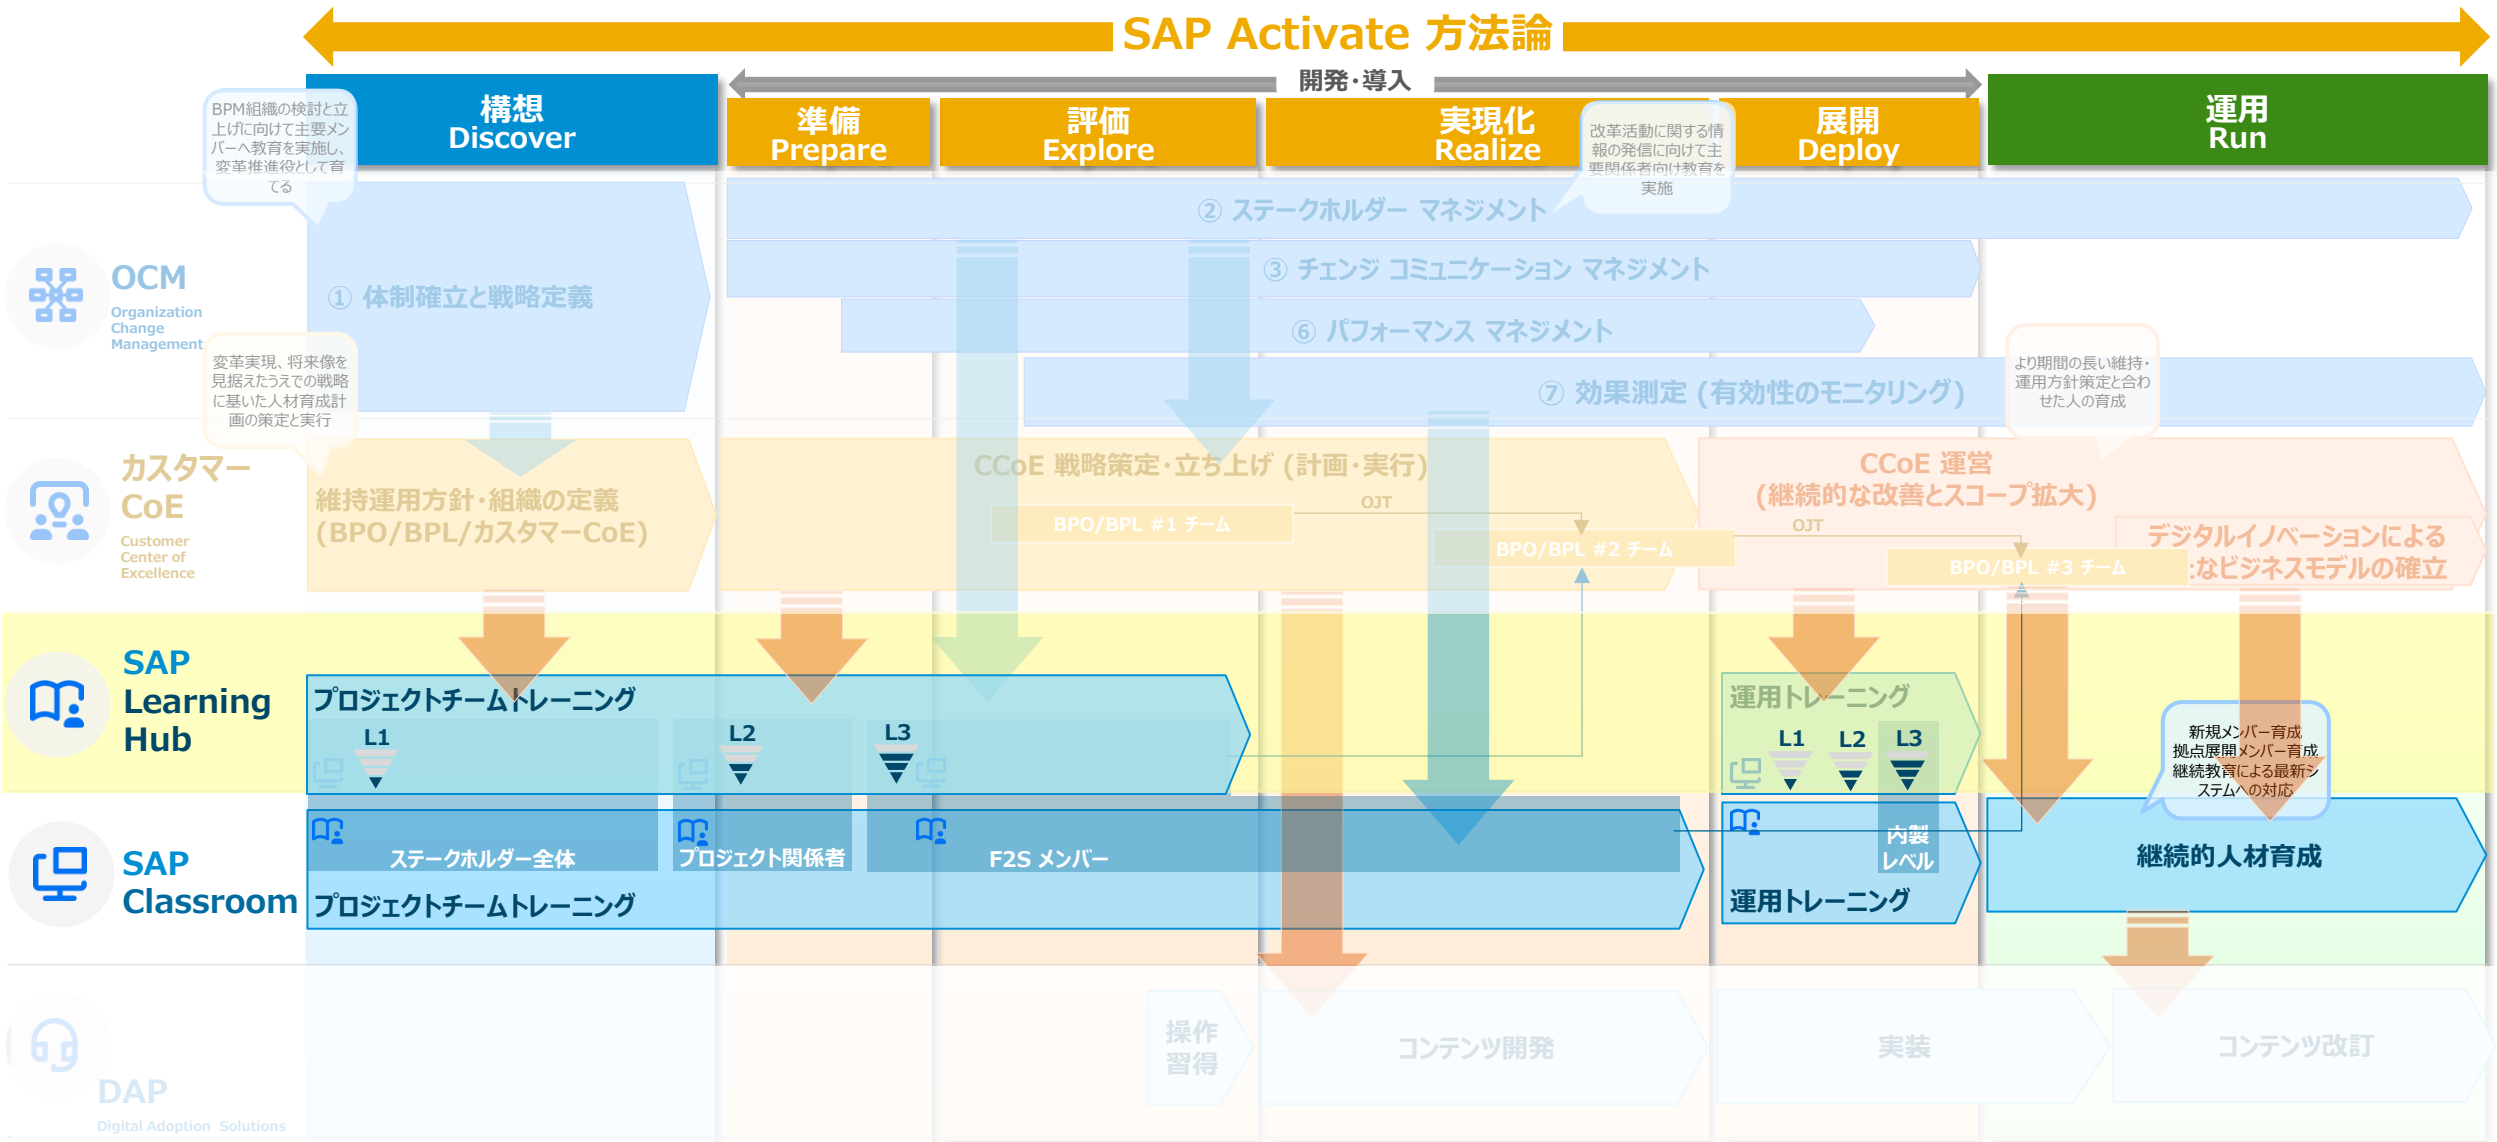 SAP Activate 方法論
開発・導入
構想
Discover
準備
Prepare
評価
Explore
実現化
Realize
展開
Deploy
運用
Run
BPM組織の検討と立
上げに向けて主要メン
バーへ教育を実施し、
変革推進役として育
てる
改革活動に関する情
報の発信に向けて主
要関係者向け教育を
実施
OCM
Organization
Change
Management
① 体制確立と戦略定義
② ステークホルダー マネジメント
③ チェンジ コミュニケーション マネジメント
⑥ パフォーマンス マネジメント
⑦ 効果測定 (有効性のモニタリング)
変革実現、将来像を
見据えたうえでの戦略
に基いた人材育成計
画の策定と実行
より期間の長い維持・
運用方針策定と合わ
せた人の育成
カスタマー
CoE
Customer
Center of
Excellence
維持運用方針・組織の定義
(BPO/BPL/カスタマーCoE)
CCoE 戦略策定・立ち上げ (計画・実行)
BPO/BPL #1 チーム
OJT
BPO/BPL #2 チーム
OJT
BPO/BPL #3 チーム
CCoE 運営
(継続的な改善とスコープ拡大)
デジタルイノベーションによる
たなビジネスモデルの確立
SAP
Learning
Hub
プロジェクトチームトレーニング
L1
L2
L3
運用トレーニング
L1
L2
L3
新規メンバー育成
拠点展開メンバー育成
継続教育による最新シ
ステムへの対応
SAP
Classroom
ステークホルダー全体
プロジェクト関係者
F2S メンバー
プロジェクトチームトレーニング
内製
レベル
運用トレーニング
継続的人材育成
DAP
Digital Adoption Solutions
操作
習得
コンテンツ開発
実装
コンテンツ改訂